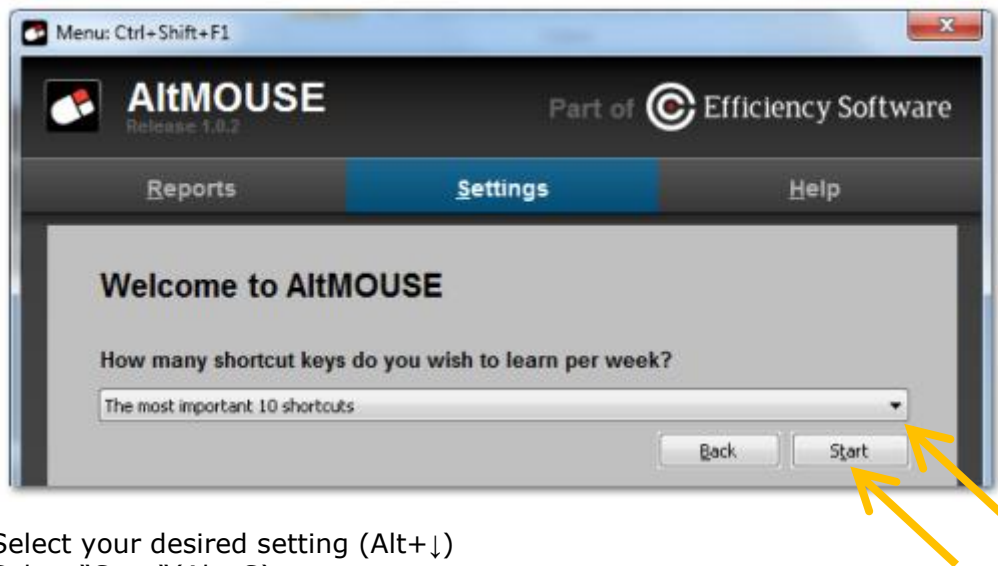 Menu: Ctrl+Shift+F1
AltMOUSE
Release 1.0.2
Part of
Efficiency Software
Reports Settings Help
Welcome to AltMOUSE
How many shortcut keys do you wish to learn per week?
The most important 10 shortcuts
Back Start
Select your desired setting (Alt+↓)